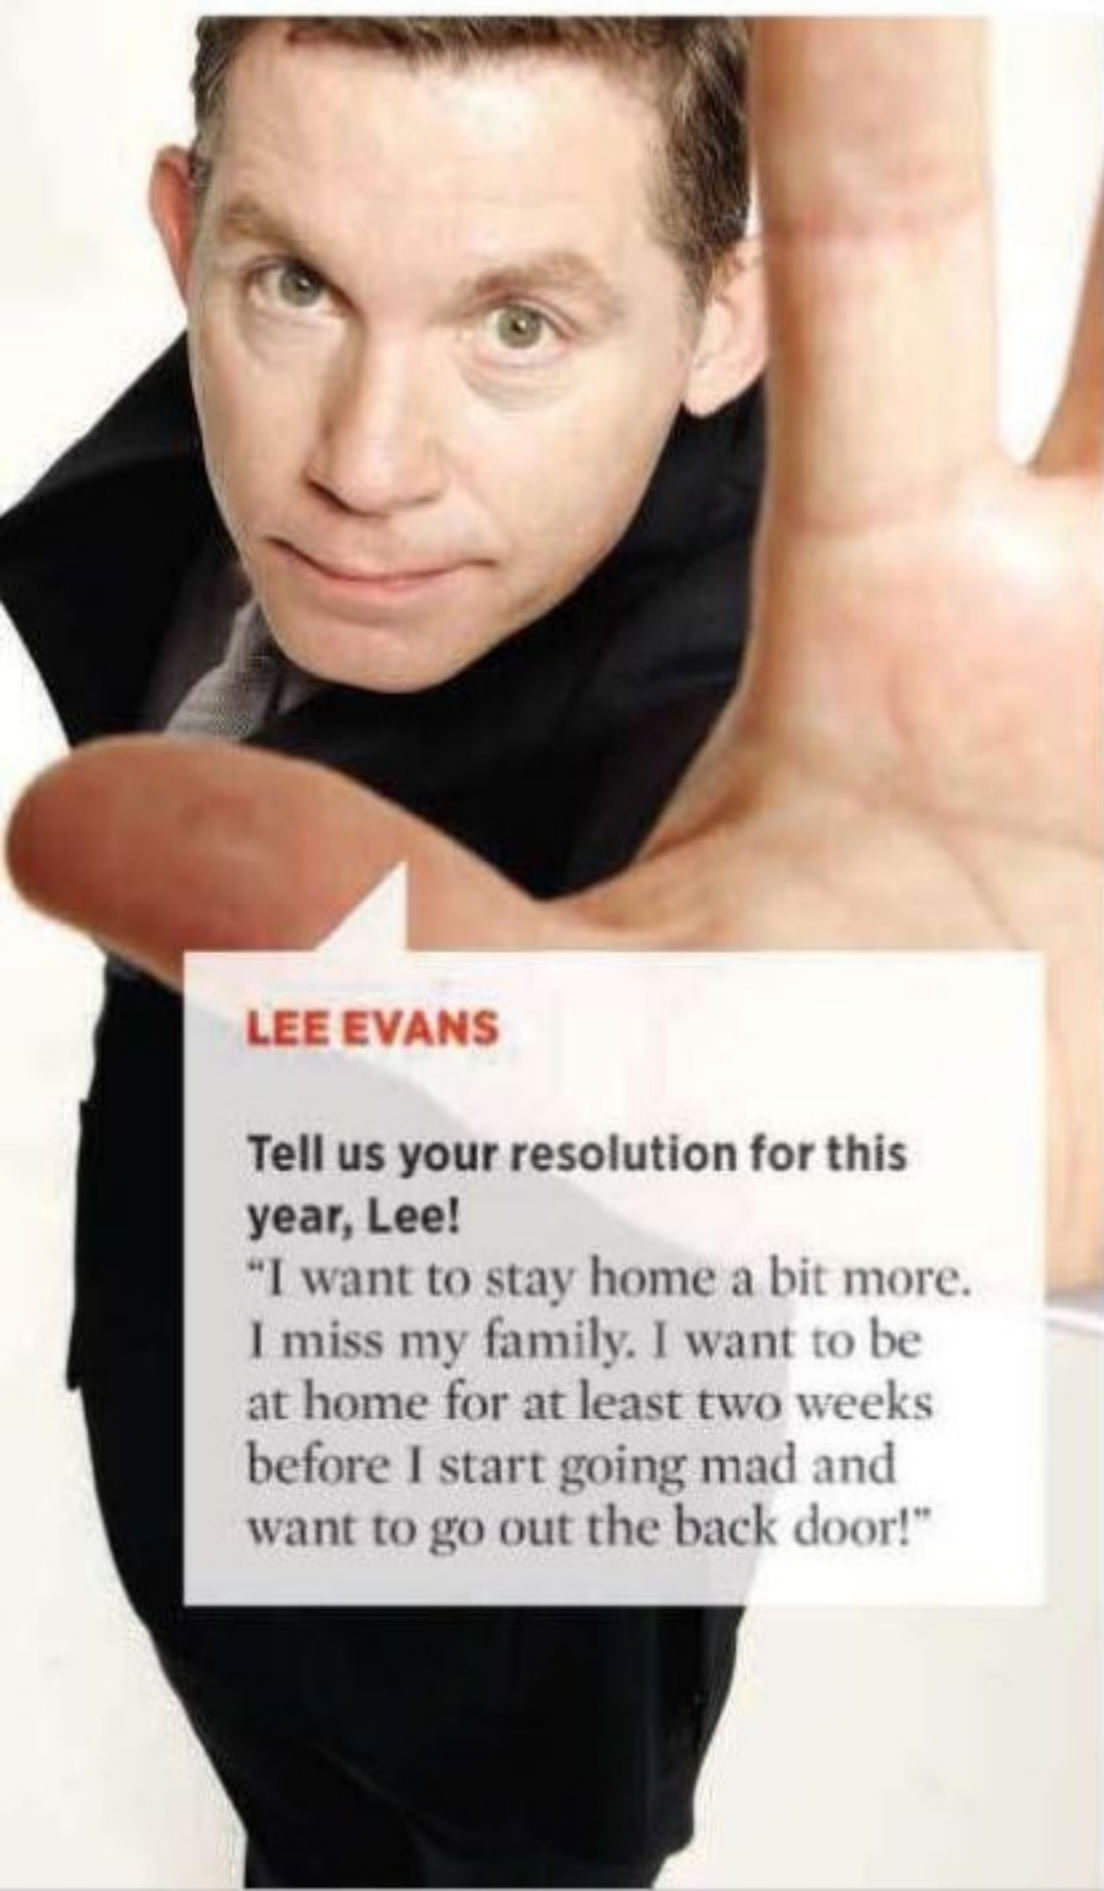 LEE EVANS
Tell us your resolution for this
year, Lee!
“I want to stay home a bit more.
I miss my family. I want to be
at home for at least two weeks
before I start going mad and
want to go out the back door!”